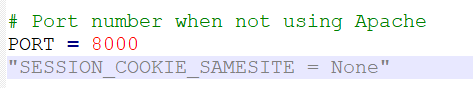 # Port number when not using Apache
PORT = 8000
"SESSION_COOKIE_SAMESITE = None"